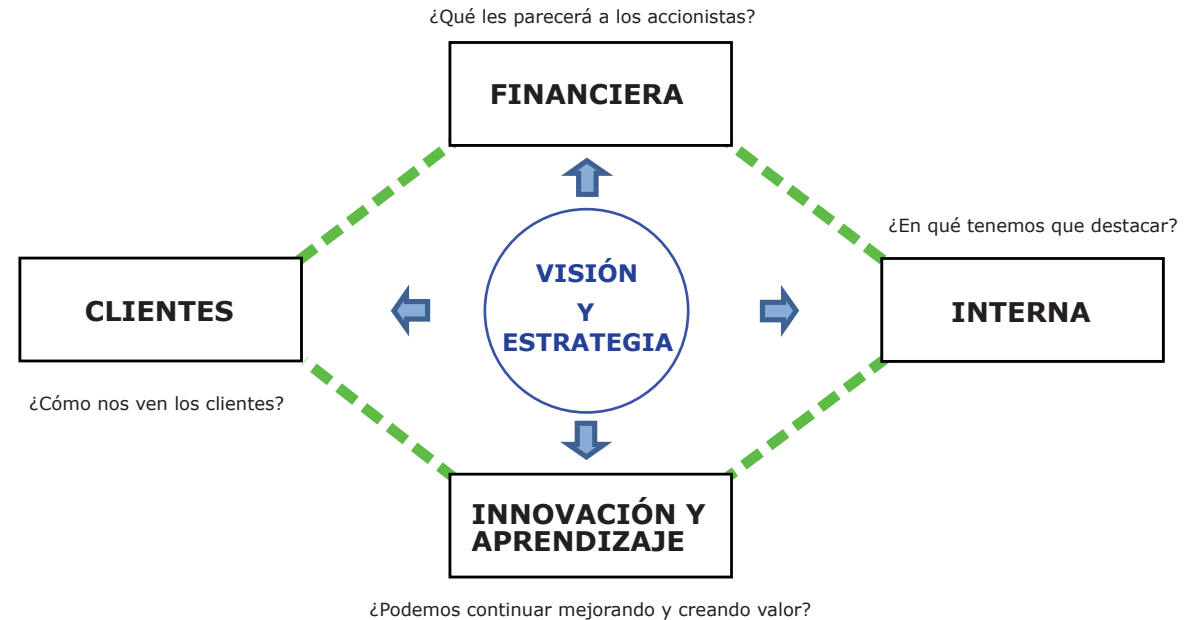 ¿Qué les parecerá a los accionistas?
FINANCIERA
¿En qué tenemos que destacar?
VISIÓN
Y
ESTRATEGIA
CLIENTES
INTERNA
¿Cómo nos ven los clientes?
INNOVACIÓN Y
APRENDIZAJE
¿Podemos continuar mejorando y creando valor?